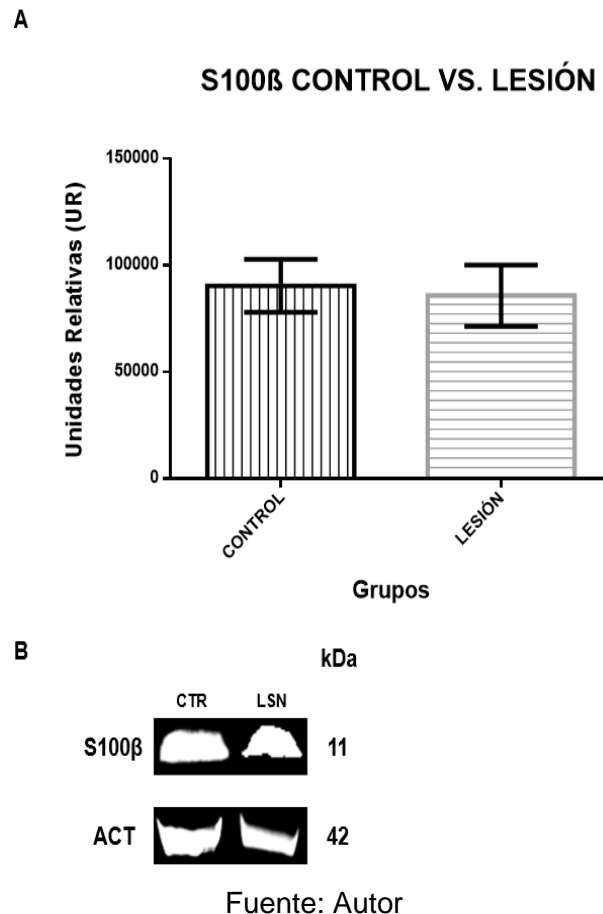 A
S100ß CONTROL VS. LESIÓN
150000
100000
50000
0
Unidades Relativas (UR)
CONTROL
LESIÓN
Grupos
B
kDa
CTR LSN
S100β 11
ACT 42
Fuente: Autor